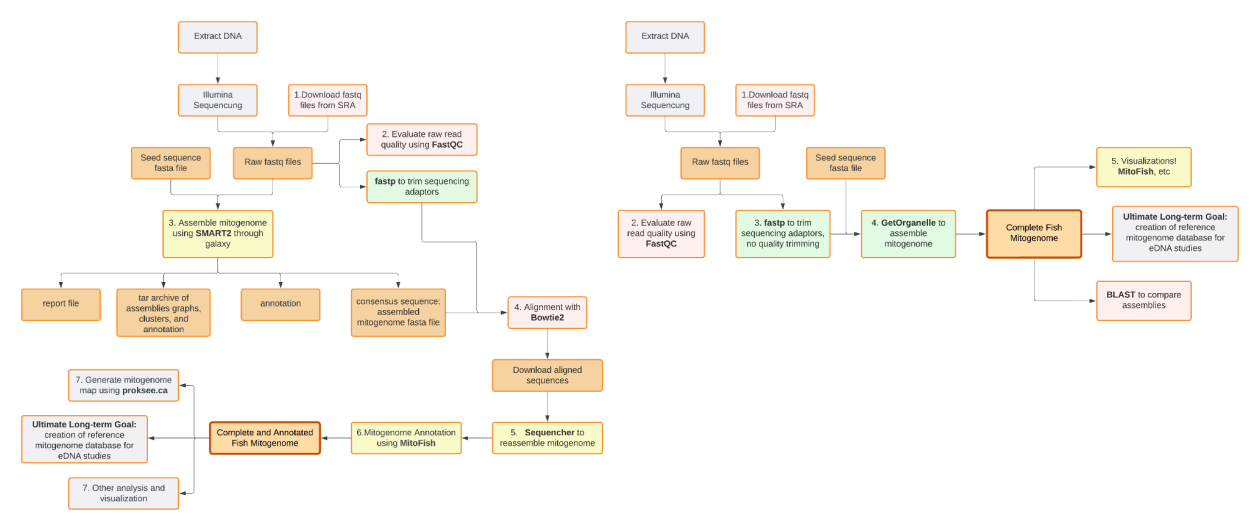 Extract DNA
Illumina
Sequencung
1.Download fastq
files from SRA
2. Evaluate raw read
quality using FastQC
Seed sequence
fasta file
Raw fastq files
fastp to trim sequencing
adaptors
3. Assemble mitogenome
using SMART2 through
galaxy
report file
tar archive of
assemblies graphs,
clusters, and
annotation
annotation
consensus sequence:
assembled
mitogenome fasta file
4. Alignment with
Bowtie2
Download aligned
sequences
5. Sequencher to
reassemble mitogenome
6.Mitogenome Annotation
using MitoFish
Complete and Annotated
Fish Mitogenome
7. Generate mitogenome
map using proksee.ca
Ultimate Long-term Goal:
creation of reference
mitogenome database for
eDNA studies
7. Other analysis and
visualization
Extract DNA
Illumina
Sequencung
1.Download fastq
files from SRA
Raw fastq files
Seed sequence
fasta file
2. Evaluate raw
read quality using
FastQC
3. fastp to trim
sequencing adaptors,
no quality trimming
4. GetOrganelle to
assemble
mitogenome
Complete Fish
Mitogenome
5. Visualizations!
MitoFish, etc
Ultimate Long-term Goal:
creation of reference
mitogenome database for
eDNA studies
BLAST to compare
assemblies